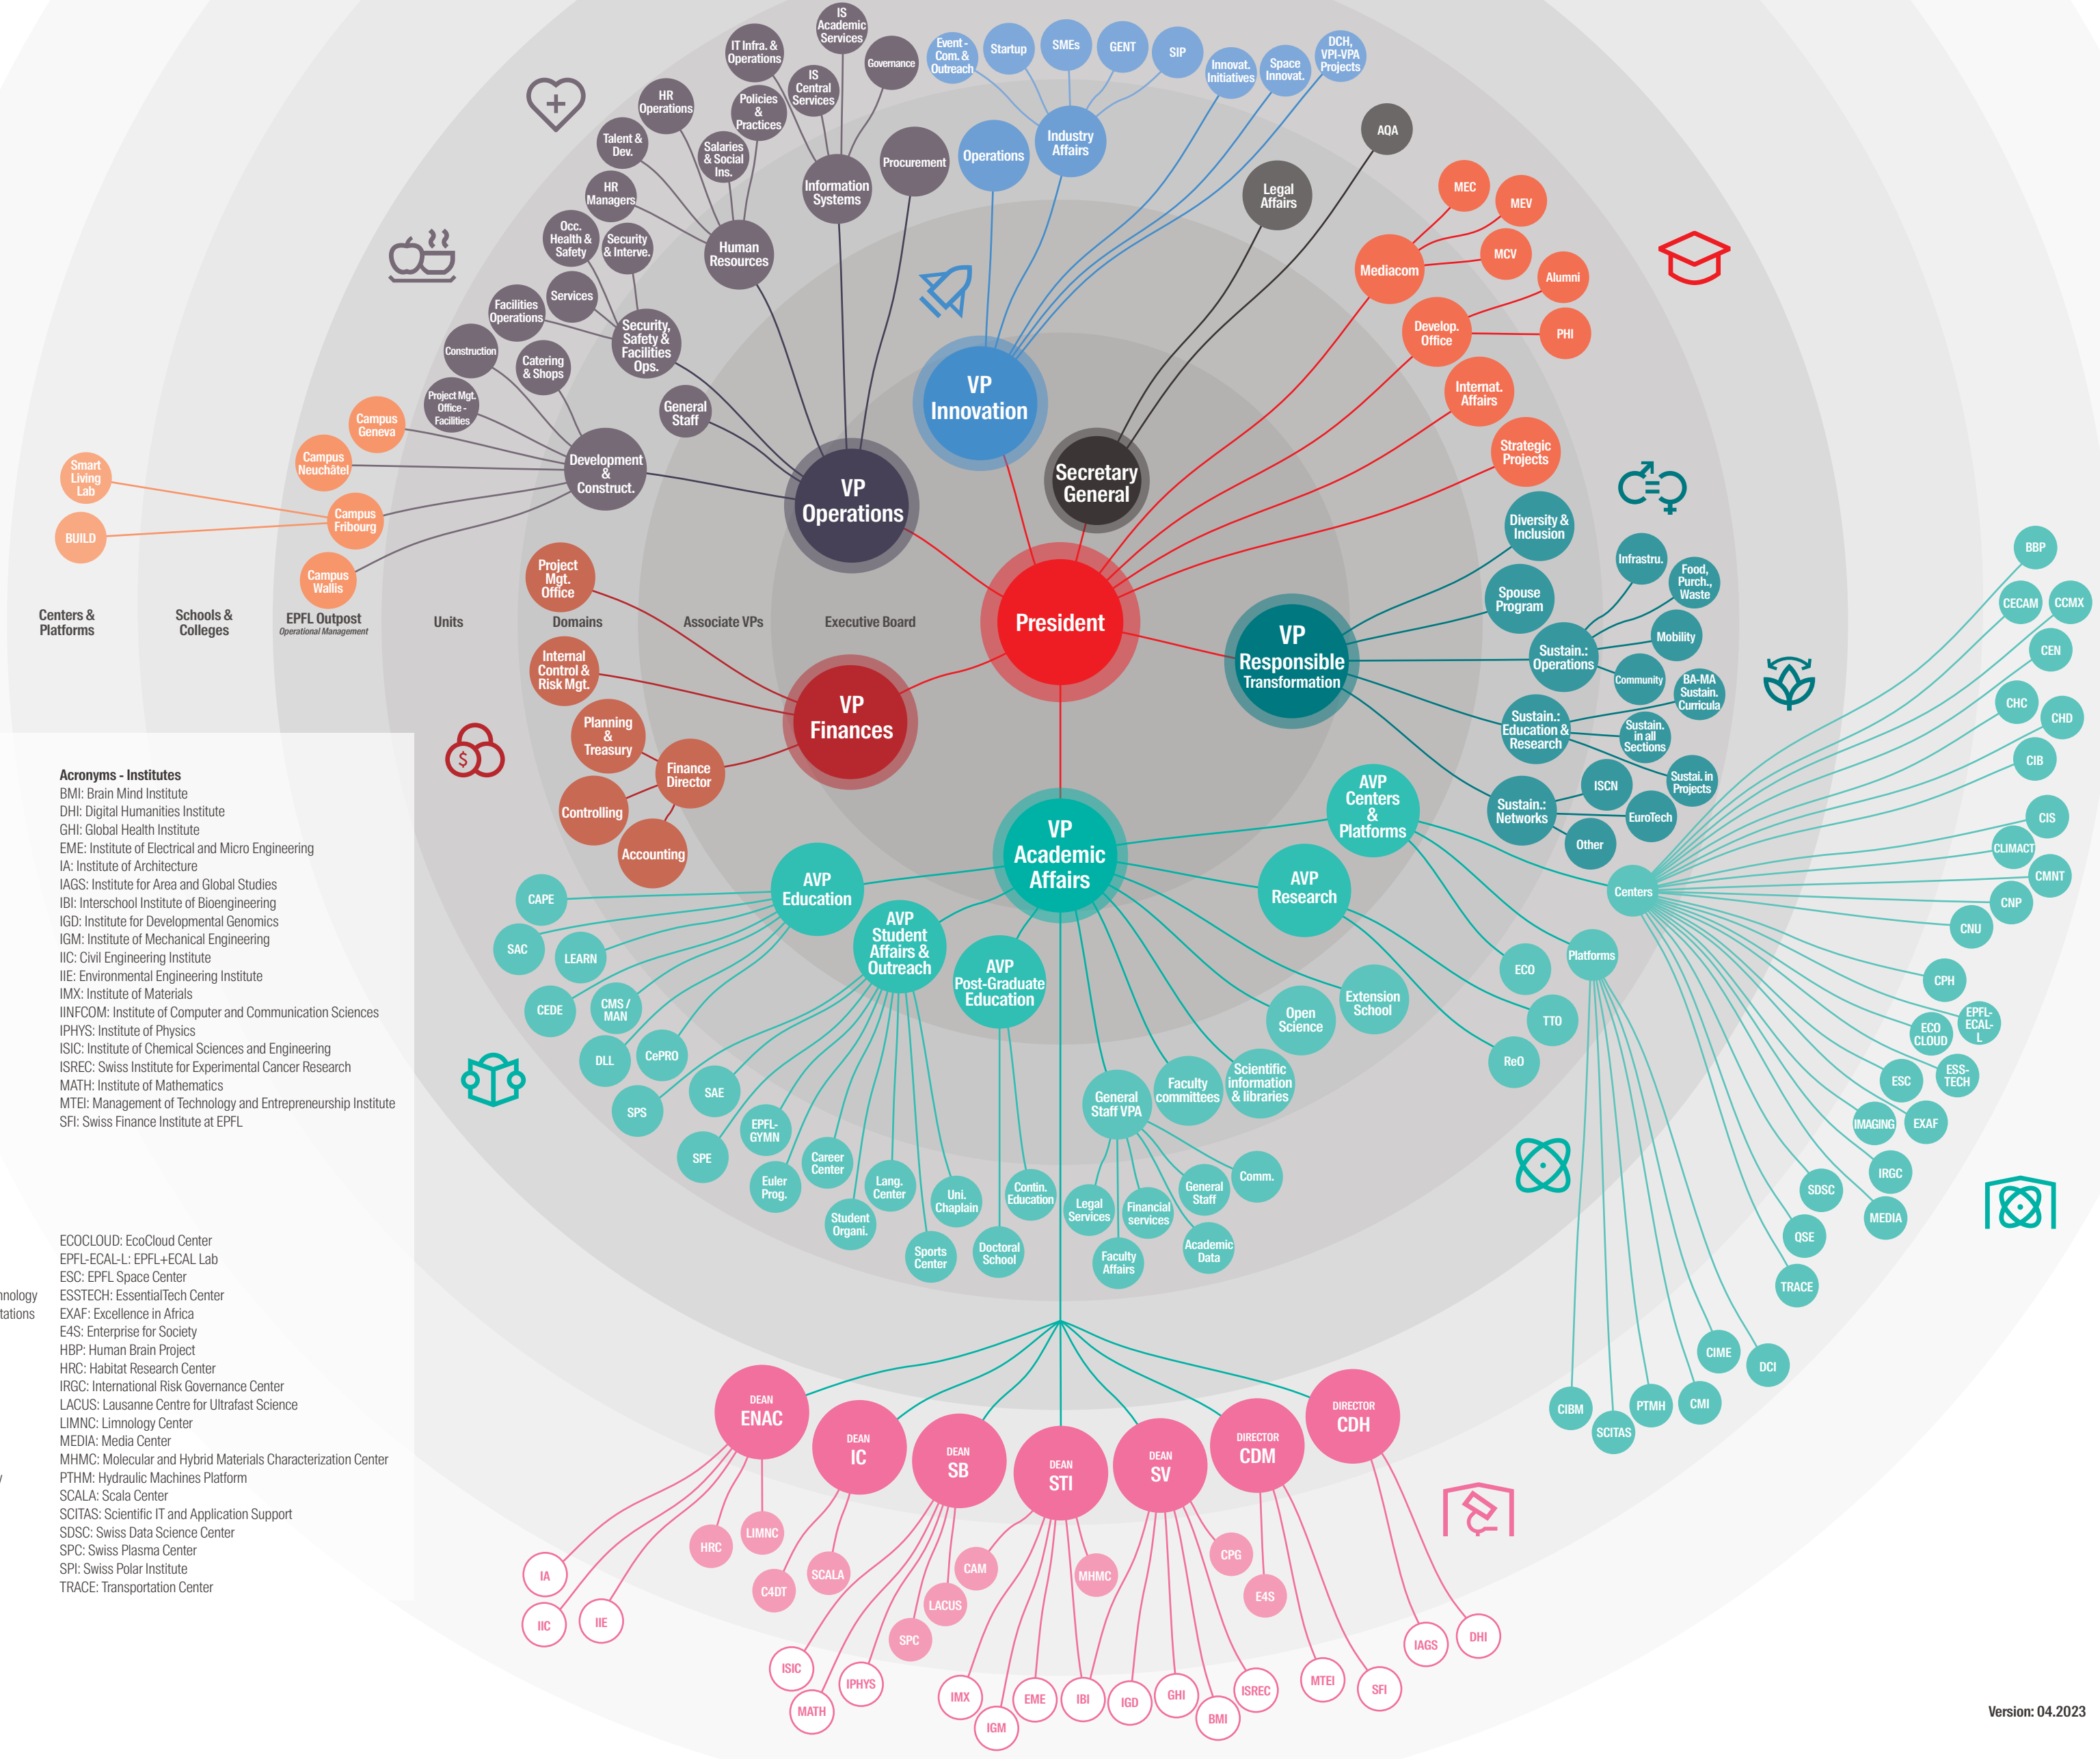 IS
Academic
Services
IT Infra. &
Operations
Governance
IS
Central
Services
HR
Operations
Policies
&
Practices
Talent &
Dev.
Salaries
& Social
Ins.
HR
Managers
Information
Systems
Procurement
Occ.
Health &
Safety
Security
& Interve.
Human
Resources
Services
Facilities
Operations
Security,
Safety &
Facilities
Ops.
Construction
Catering
& Shops
Project Mgt.
Office -
Facilities
General
Staff
Campus
Geneva
Campus
Neuchâtel
Smart
Living
Lab
BUILD
Campus
Fribourg
Campus
Wallis
Development
&
Construct.
VP
Operations
Event -
Com. &
Outreach
Startup
SMEs
GENT
SIP
Innovat.
Initiatives
Space
Innovat.
DCH,
VPI-VPA
Projects
Operations
Industry
Affairs
VP
Innovation
AQA
Legal
Affairs
Secretary
General
MEC
MEV
MCV
Mediacom
Alumni
Develop.
Office
PHI
Internat.
Affairs
Strategic
Projects
President
Diversity &
Inclusion
Spouse
Program
Infrastru.
Food,
Purch.,
Waste
Mobility
Sustain.:
Operations
Community
VP
Responsible
Transformation
BA-MA
Sustain.
Curricula
Sustain.:
Education &
Research
Sustain.
in all
Sections
Sustai. in
Projects
Sustain.:
Networks
ISCN
EuroTech
Other
Centers &
Platforms
Schools &
Colleges
EPFL Outpost
Operational Management
Units
Domains
Associate VPs
Executive Board
Project
Mgt.
Office
Internal
Control &
Risk Mgt.
Planning
&
Treasury
Finance
Director
Controlling
Accounting
VP
Finances
$
VP
Academic
Affairs
AVP
Centers
&
Platforms
AVP
Research
AVP
Education
AVP
Student
Affairs &
Outreach
AVP
Post-Graduate
Education
CAPE
SAC
LEARN
CEDE
CMS /
MAN
DLL
CePRO
SPS
SAE
SPE
EPFL-
GYMN
Euler
Prog.
Career
Center
Student
Organi.
Lang.
Center
Sports
Center
Uni.
Chaplain
Doctoral
School
Contin.
Education
General
Staff VPA
Faculty
committees
Scientific
information
& libraries
Open
Science
Extension
School
Legal
Services
Faculty
Affairs
Financial
services
General
Staff
Academic
Data
Comm.
ECO
TTO
ReO
Platforms
Centers
BBP
CECAM
CCMX
CEN
CHC
CHD
CIB
CIS
CLIMACT
CMNT
CNP
CNU
CPH
EPFL-
ECAL-
L
ECO
CLOUD
ESS-
TECH
ESC
EXAF
IMAGING
IRGC
SDSC
MEDIA
QSE
TRACE
CIME
DCI
CMI
PTMH
SCITAS
CIBM
DEAN
ENAC
DEAN
IC
DEAN
SB
DEAN
STI
DEAN
SV
DIRECTOR
CDM
DIRECTOR
CDH
HRC
LIMNC
IA
IIC
IIE
C4DT
SCALA
CAM
LACUS
SPC
ISIC
MATH
IPHYS
MHMC
IMX
IGM
EME
IBI
IGD
GHI
BMI
ISREC
CPG
E4S
MTEI
SFI
IAGS
DHI
Acronyms - Institutes
BMI: Brain Mind Institute
DHI: Digital Humanities Institute
GHI: Global Health Institute
EME: Institute of Electrical and Micro Engineering
IA: Institute of Architecture
IAGS: Institute for Area and Global Studies
IBI: Interschool Institute of Bioengineering
IGD: Institute for Developmental Genomics
IGM: Institute of Mechanical Engineering
IIC: Civil Engineering Institute
IIE: Environmental Engineering Institute
IMX: Institute of Materials
IINFCOM: Institute of Computer and Communication Sciences
IPHYS: Institute of Physics
ISIC: Institute of Chemical Sciences and Engineering
ISREC: Swiss Institute for Experimental Cancer Research
MATH: Institute of Mathematics
MTEI: Management of Technology and Entrepreneurship Institute
SFI: Swiss Finance Institute at EPFL
ECOCLOUD: EcoCloud Center
EPFL-ECAL-L: EPFL+ECAL Lab
ESC: EPFL Space Center
hnology ESSTECH: EssentialTech Center
tations EXAF: Excellence in Africa
E4S: Enterprise for Society
HBP: Human Brain Project
HRC: Habitat Research Center
IRGC: International Risk Governance Center
LACUS: Lausanne Centre for Ultrafast Science
LIMNC: Limnology Center
MEDIA: Media Center
MHMC: Molecular and Hybrid Materials Characterization Center
PTHM: Hydraulic Machines Platform
SCALA: Scala Center
SCITAS: Scientific IT and Application Support
SDSC: Swiss Data Science Center
SPC: Swiss Plasma Center
SPI: Swiss Polar Institute
TRACE: Transportation Center
Version: 04.2023